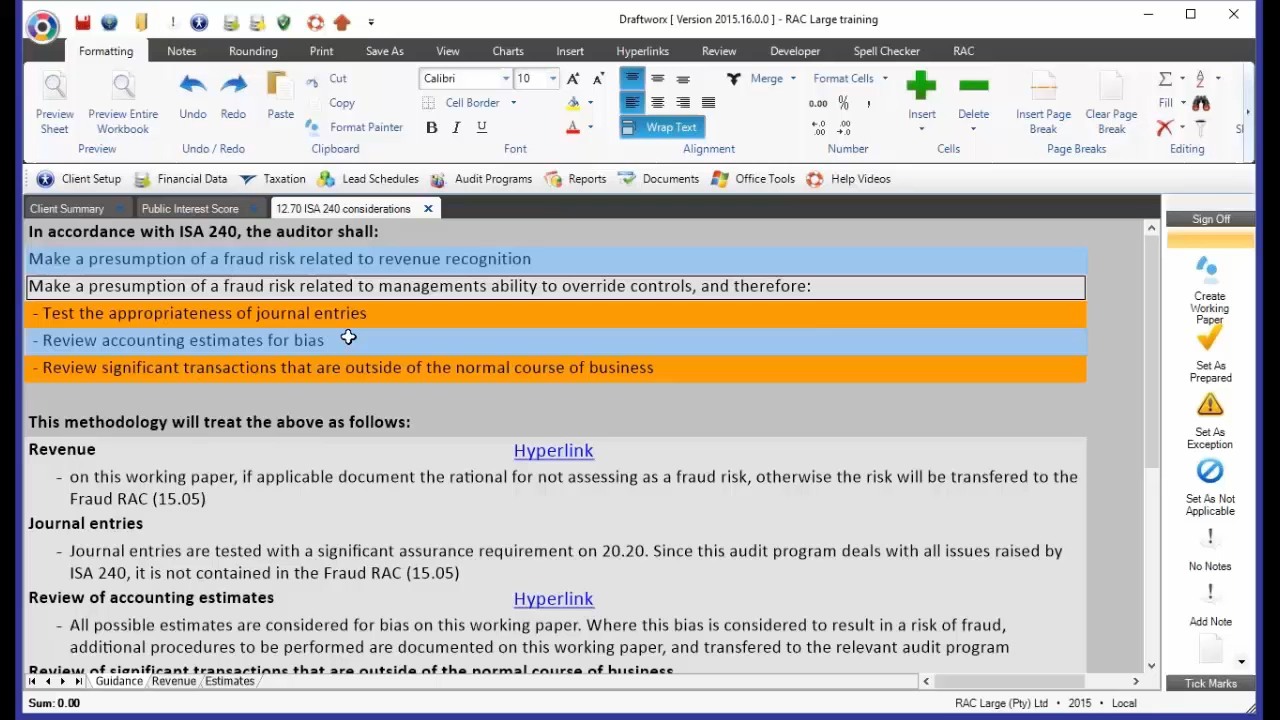 Draftworx [ Version 2015.16.0.0 ] - RAC Large training
Formatting Notes Rounding Print Save As View Charts Insert Hyperlinks Review Developer Spell Checker RAC
Preview Sheet
Preview Entire Workbook
Preview
Undo Redo
Undo / Redo
Paste
Cut
Copy
Format Painter
Clipboard
Calibri 10
Cell Border
B I U
Font
Merge
Wrap Text
Alignment
Format Cells
0.00 % ,
Number
Insert Delete
Cells
Insert Page Break
Clear Page Break
Page Breaks
Fill
Editing
Client Setup Financial Data Taxation Lead Schedules Audit Programs Reports Documents Office Tools Help Videos
Client Summary Public Interest Score 12.70 ISA 240 considerations
In accordance with ISA 240, the auditor shall:
Make a presumption of a fraud risk related to revenue recognition
Make a presumption of a fraud risk related to managements ability to override controls, and therefore:
- Test the appropriateness of journal entries
- Review accounting estimates for bias
- Review significant transactions that are outside of the normal course of business
This methodology will treat the above as follows:
Revenue Hyperlink
- on this working paper, if applicable document the rational for not assessing as a fraud risk, otherwise the risk will be transfered to the
Fraud RAC (15.05)
Journal entries
- Journal entries are tested with a significant assurance requirement on 20.20. Since this audit program deals with all issues raised by
ISA 240, it is not contained in the Fraud RAC (15.05)
Review of accounting estimates Hyperlink
- All possible estimates are considered for bias on this working paper. Where this bias is considered to result in a risk of fraud,
additional procedures to be performed are documented on this working paper, and transfered to the relevant audit program
Review of significant transactions that are outside of the normal course of business
Guidance Revenue Estimates
Sum: 0.00
RAC Large (Pty) Ltd • 2015 • Local
Sign Off
Create Working Paper
Set As Prepared
Set As Exception
Set As Not Applicable
No Notes
Add Note
Tick Marks